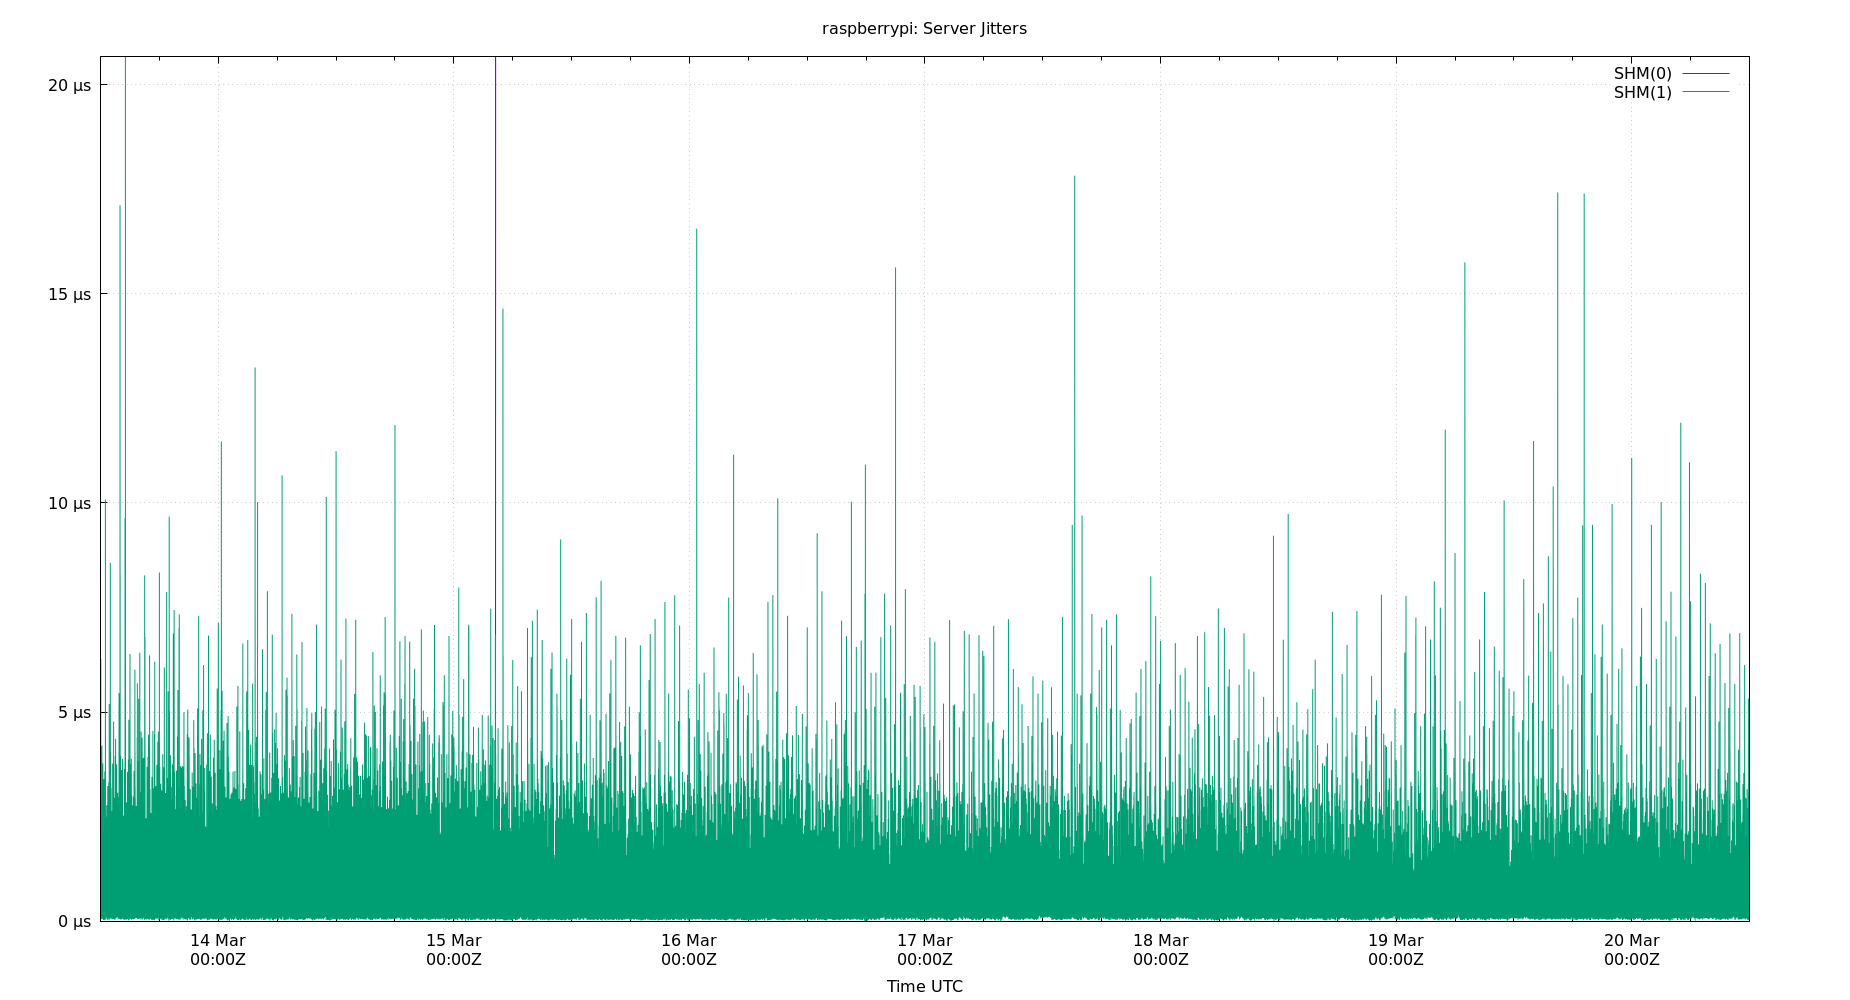 raspberrypi: Server Jitters
SHM(0)
SHM(1)
20 µs
15 µs
10 µs
5 µs
0 µs
14 Mar
00:00Z
15 Mar
00:00Z
16 Mar
00:00Z
17 Mar
00:00Z
18 Mar
00:00Z
19 Mar
00:00Z
20 Mar
00:00Z
Time UTC